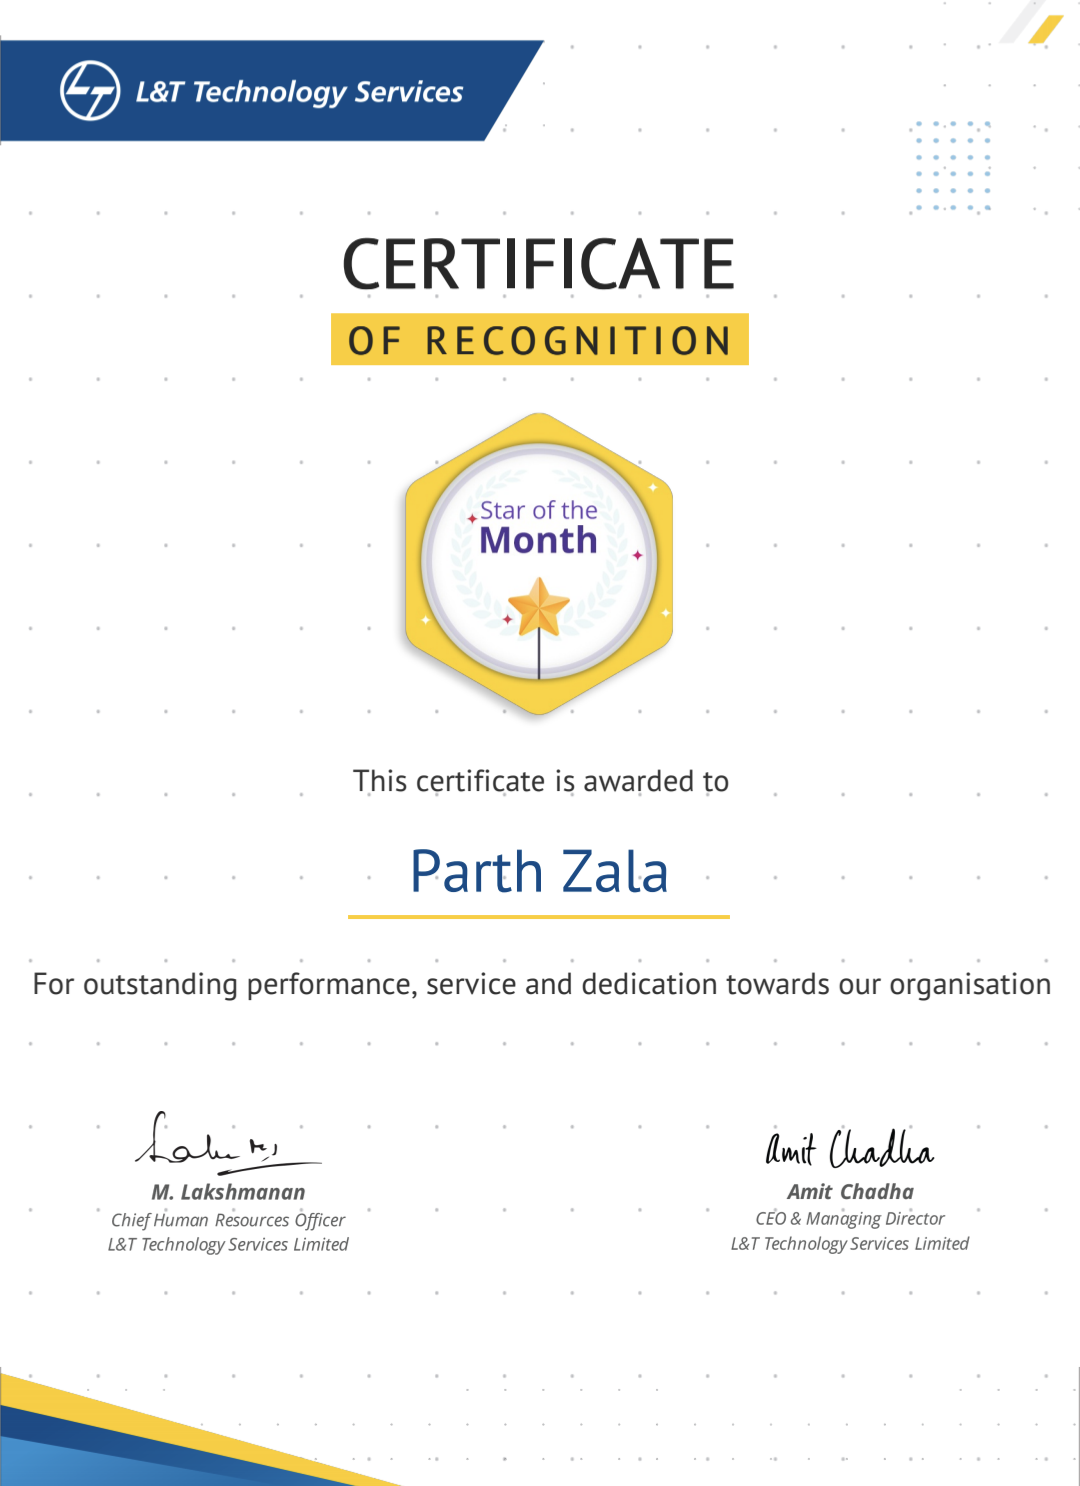 L&T Technology Services
CERTIFICATE
OF RECOGNITION
Star of the
Month
This certificate is awarded to
Parth Zala
For outstanding performance, service and dedication towards our organisation
Amit Chadha
M. Lakshmanan
Chief Human Resources Officer
L&T Technology Services Limited
Amit Chadha
CEO & Managing Director
L&T Technology Services Limited